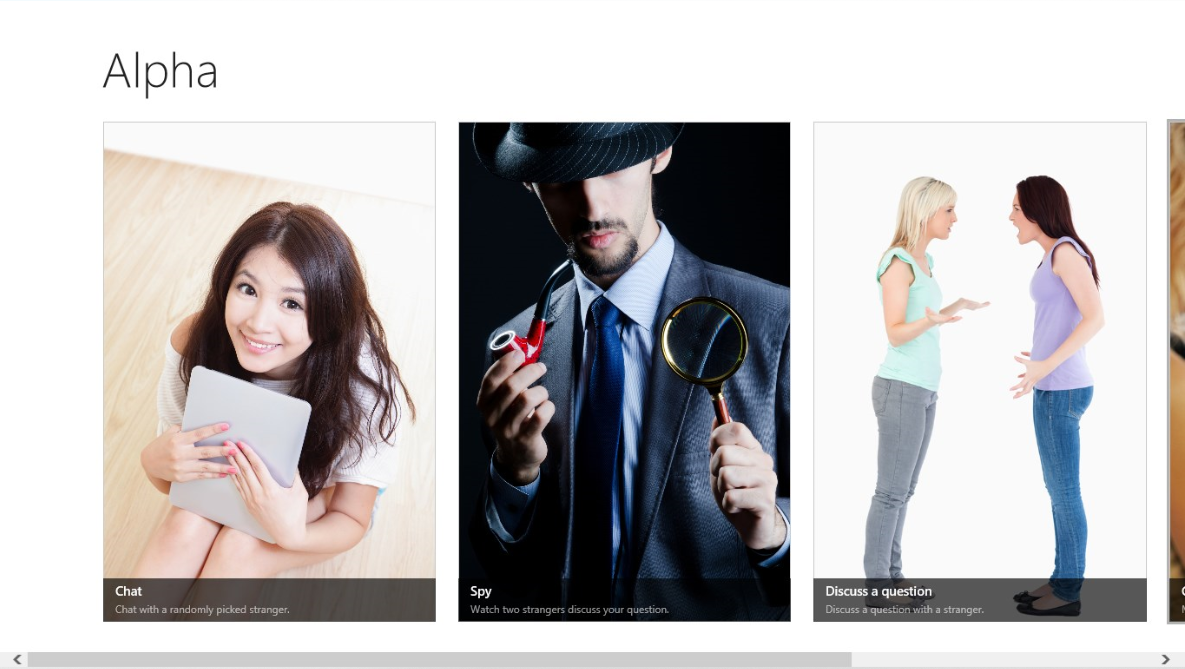 Alpha
Chat
Chat with a randomly picked stranger.
Spy
Watch two strangers discuss your question.
Discuss a question
Discuss a question with a stranger.